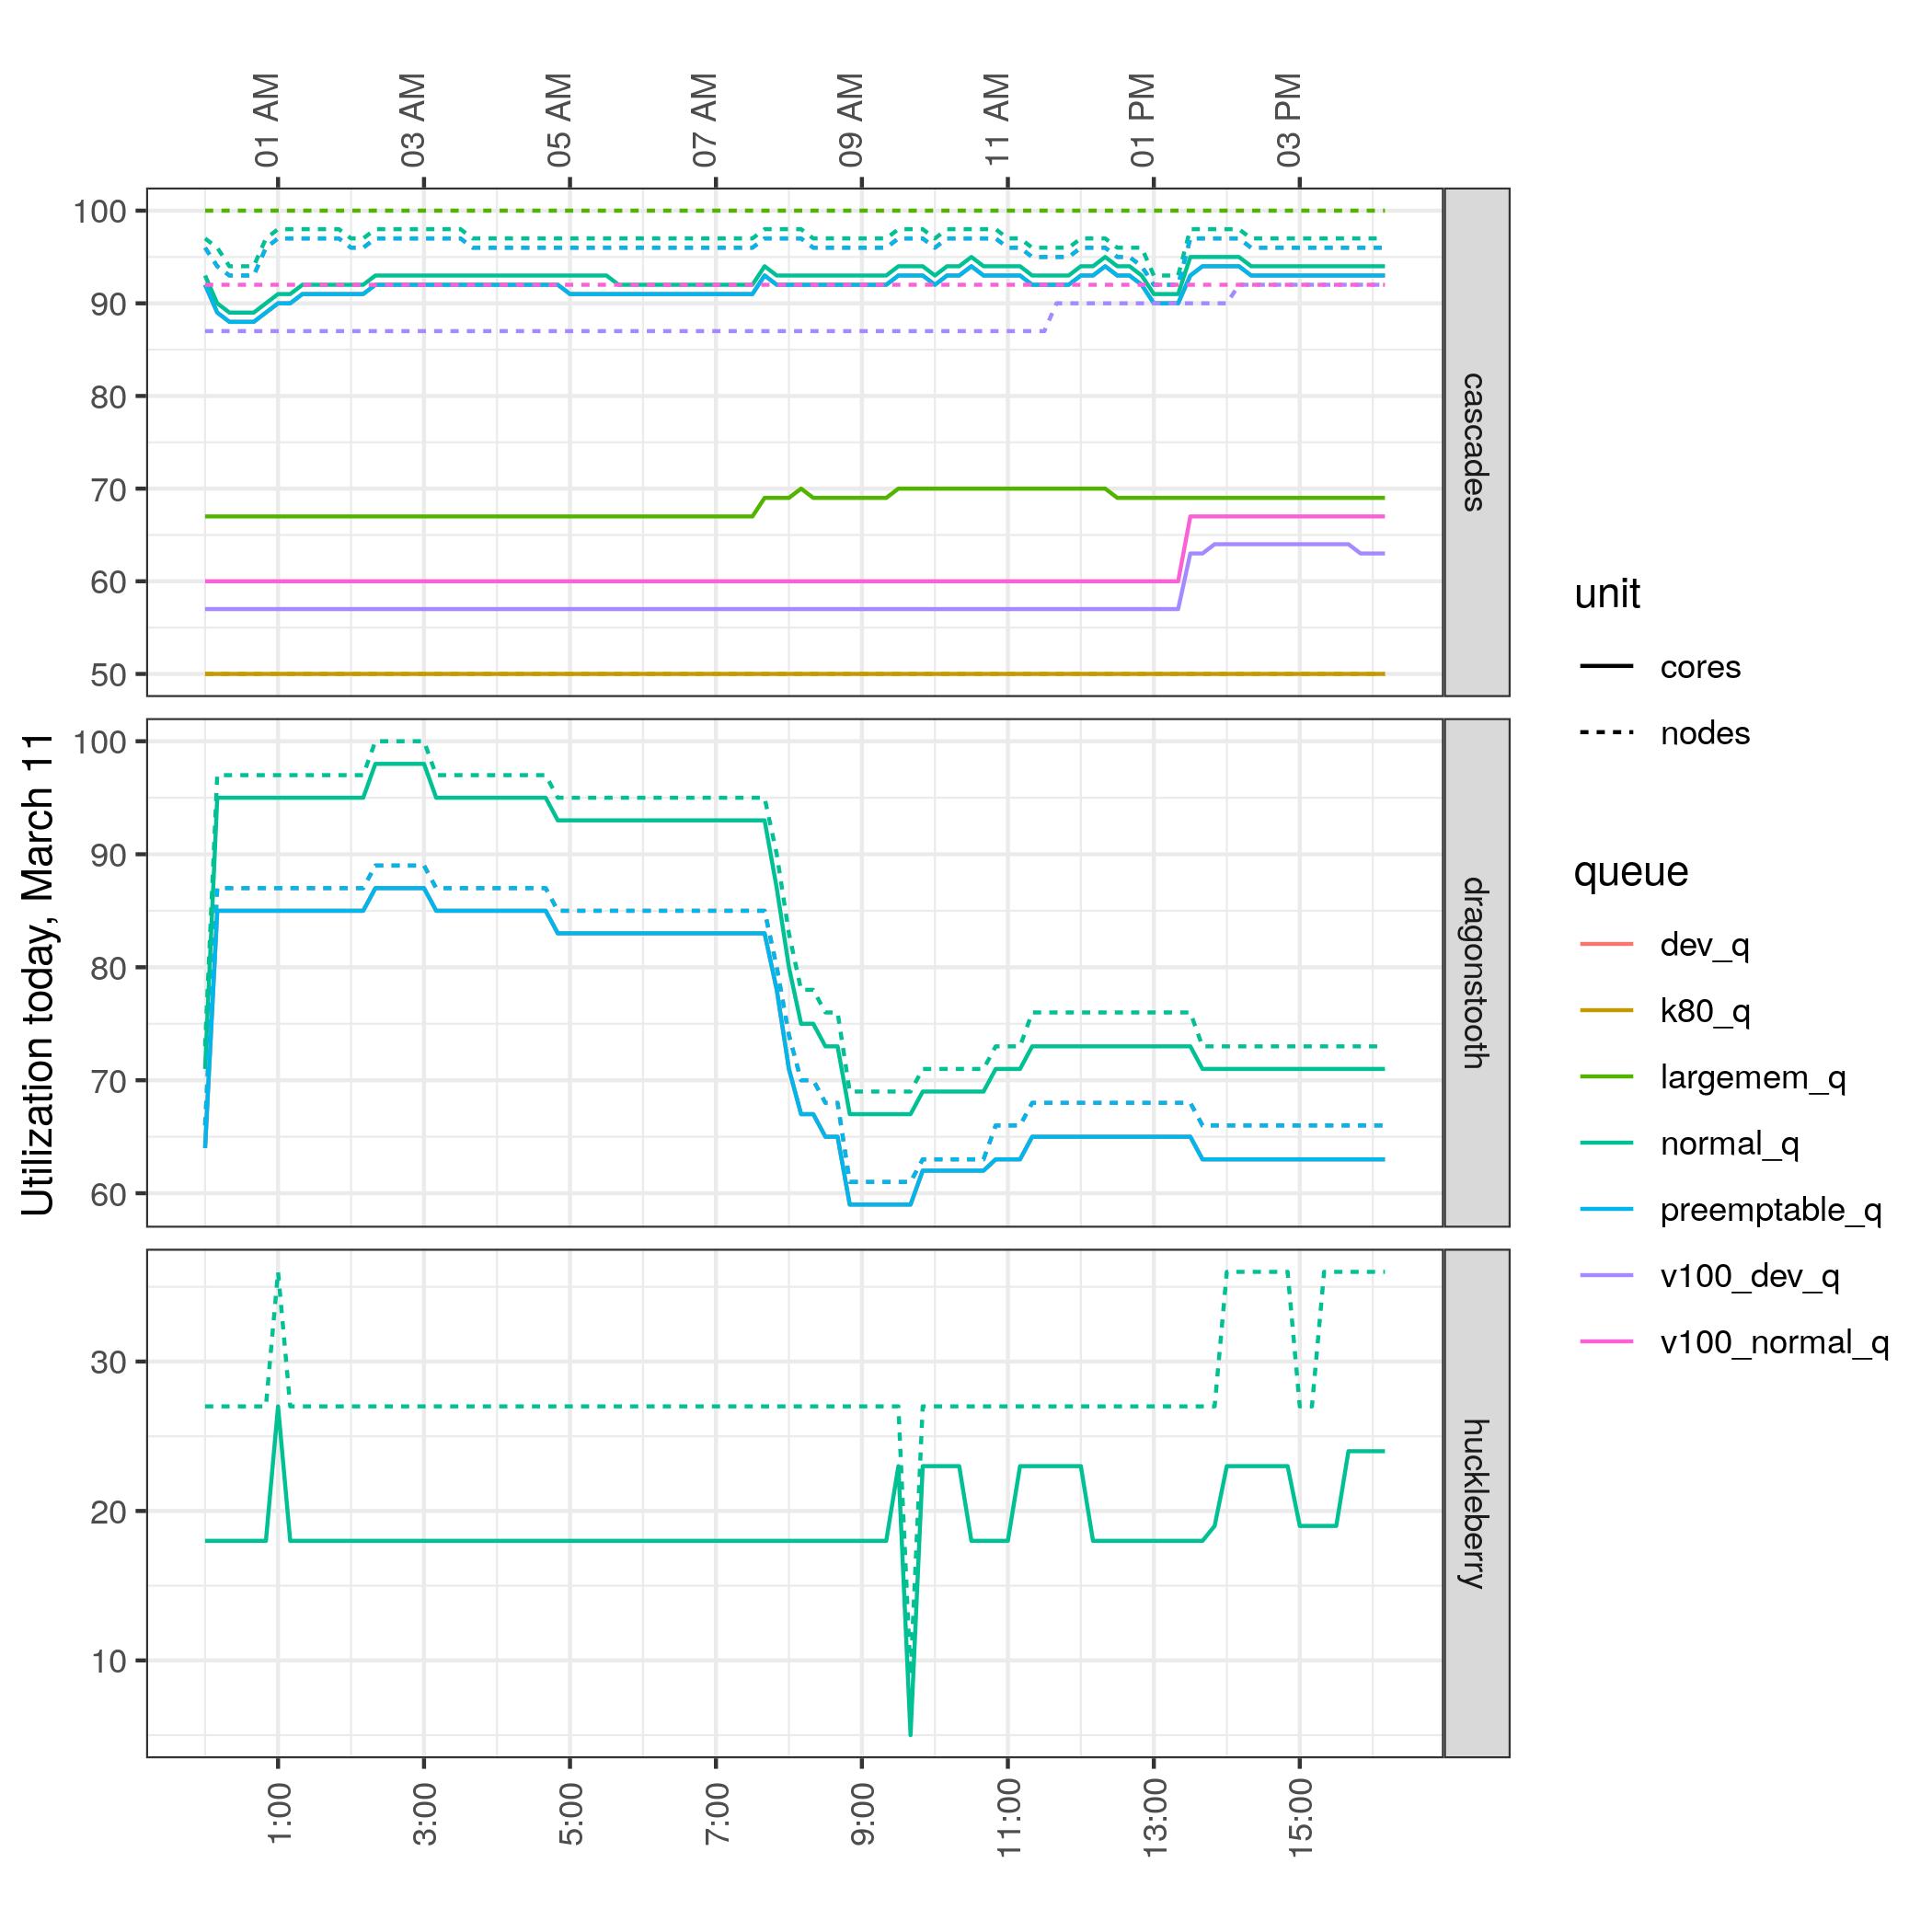 01 AM
03 AM
05 AM
07 AM
09 AM
11 AM
01 PM
03 PM
Utilization today, March 11
100
90
80
70
60
50
cascades
100
90
80
70
60
dragonstooth
30
20
10
huckleberry
1:00
3:00
5:00
7:00
9:00
11:00
13:00
15:00
unit
cores
nodes
queue
dev_q
k80_q
largemem_q
normal_q
preemptable_q
v100_dev_q
v100_normal_q